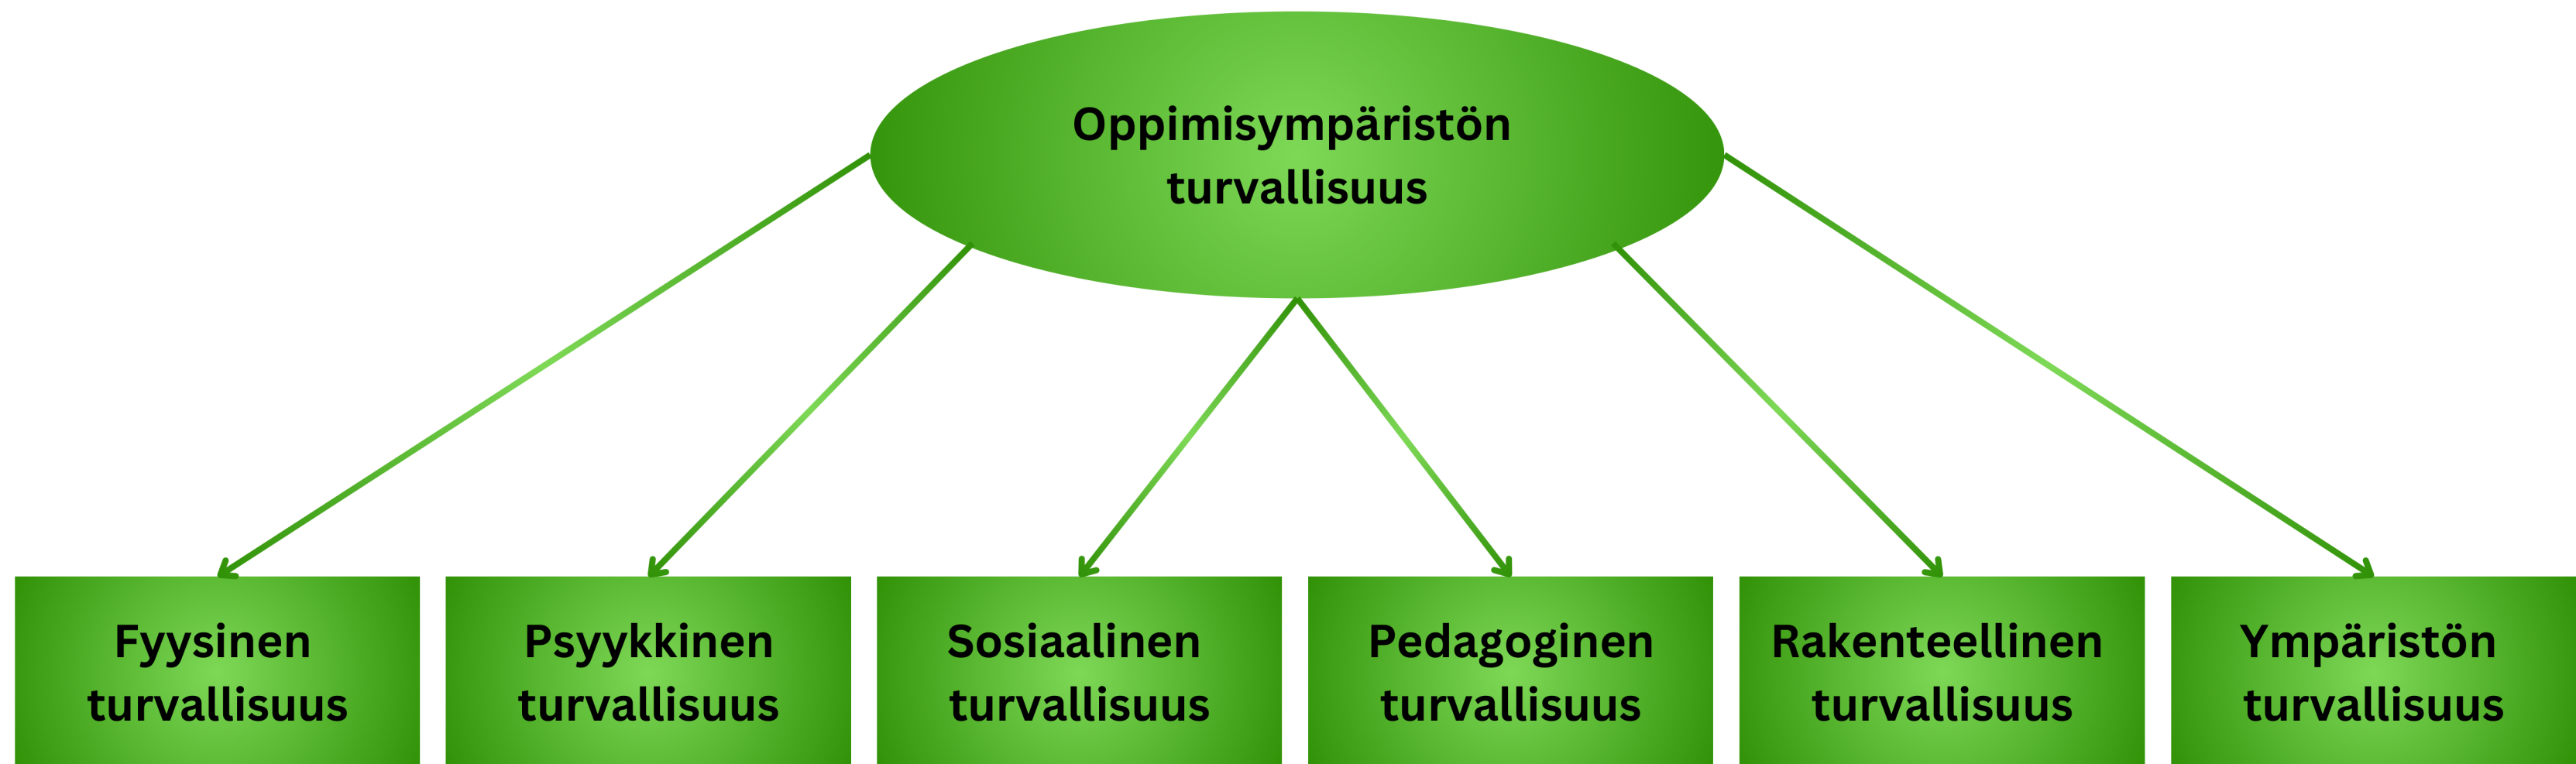 Oppimisympäristön
turvallisuus
Fyysinen
turvallisuus
Psyykkinen
turvallisuus
Sosiaalinen
turvallisuus
Pedagoginen
turvallisuus
Rakenteellinen
turvallisuus
Ympäristön
turvallisuus